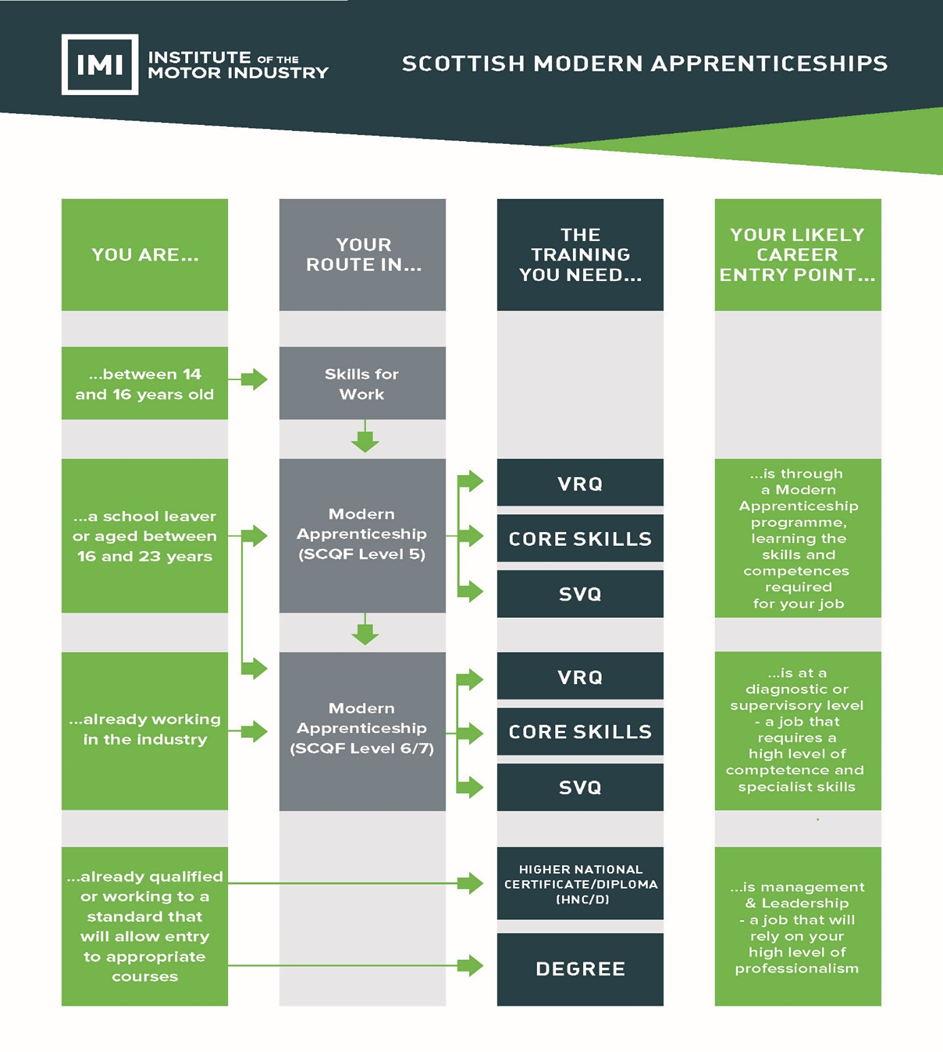 IMI
INSTITUTE OF THE
MOTOR INDUSTRY
SCOTTISH MODERN APPRENTICESHIPS
YOU ARE...
YOUR
ROUTE IN...
THE
TRAINING
YOU NEED...
YOUR LIKELY
CAREER
ENTRY POINT...
...between 14
and 16 years old
Skills for
Work
...a school leaver
or aged between
16 and 23 years
Modern
Apprenticeship
(SCQF Level 5)
VRQ
CORE SKILLS
SVQ
...is through
a Modern
Apprenticeship
programme,
learning the
skills and
competences
required
for your job
...already working
in the industry
Modern
Apprenticeship
(SCQF Level 6/7)
VRQ
CORE SKILLS
SVQ
...is at a
diagnostic or
supervisory level
- a job that
requires a
high level of
comptetence and
specialist skills
...already qualified
or working to a
standard that
will allow entry
to appropriate
courses
HIGHER NATIONAL
CERTIFICATE/DIPLOMA
(HNC/D)
DEGREE
...is management
& Leadership
- a job that will
rely on your
high level of
professionalism